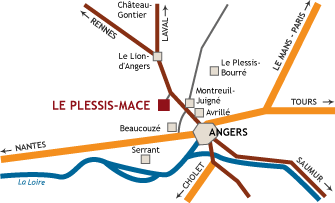 Château-
Gontier
RENNES
LAVAL
LE MANS - PARIS
Le Lion-
d'Angers
Le Plessis-
Bourré
Montreuil-
Juigné
LE PLESSIS-MACE
TOURS
Avrillé
Beaucouzé
ANGERS
NANTES
Serrant
CHOLET
SAUMUR
La Loire